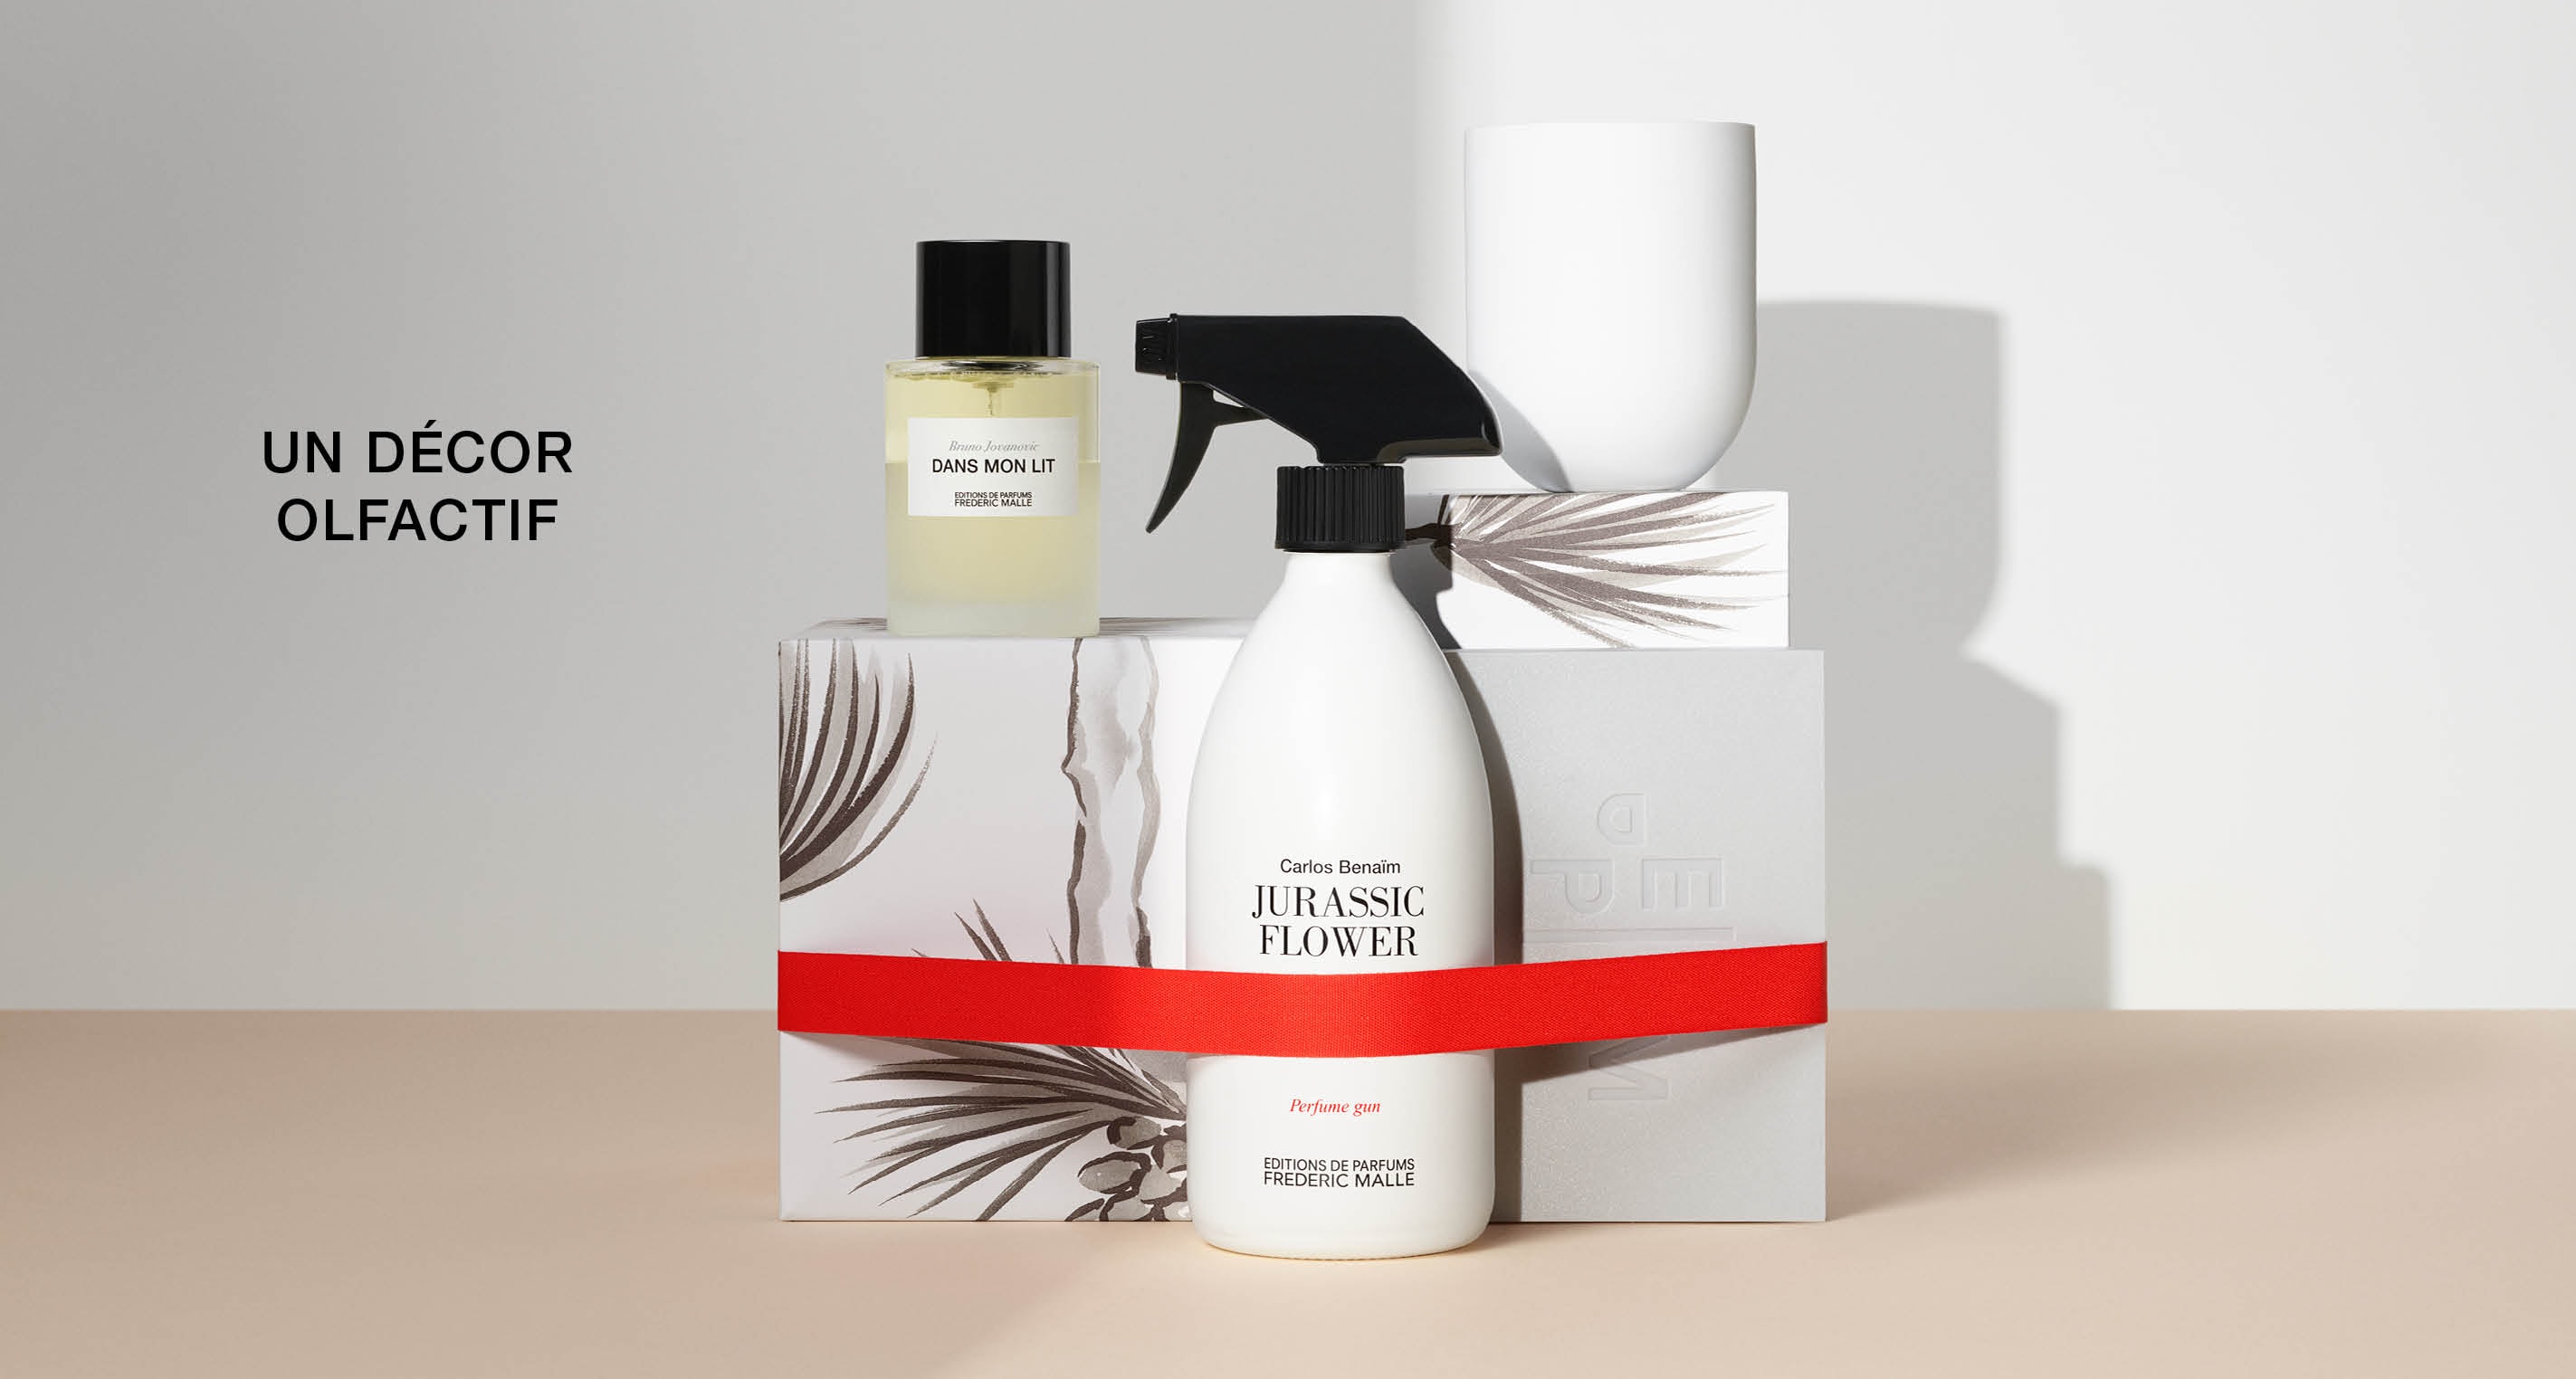 UN DÉCOR
OLFACTIF
Bruno Jovanovic
DANS MON LIT
EDITIONS DE PARFUMS
FREDERIC MALLE
Carlos Benaïm
JURASSIC
FLOWER
Perfume gun
EDITIONS DE PARFUMS
FREDERIC MALLE